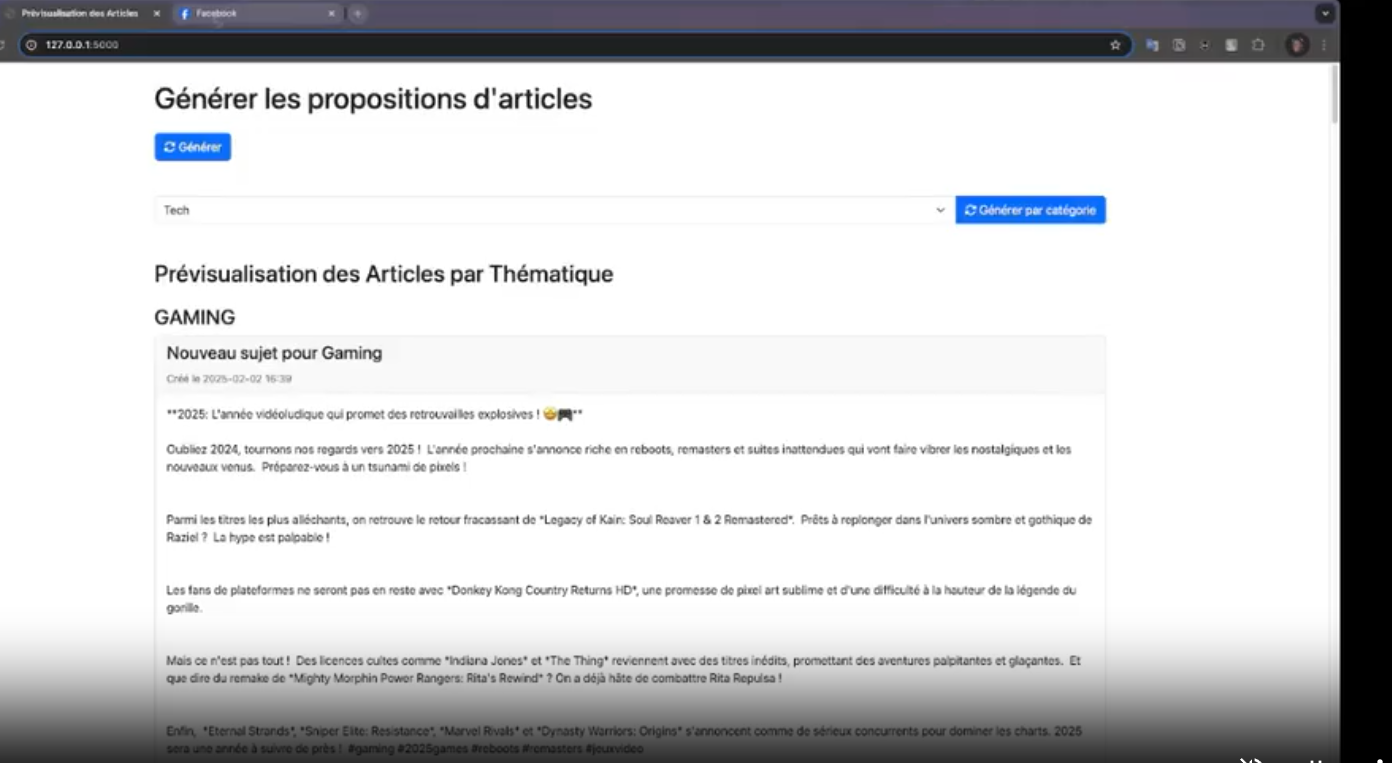 Prévisualisation des Articles
Facebook
127.0.0.1:5000
Générer les propositions d'articles
Générer
Tech
Générer par catégorie
Prévisualisation des Articles par Thématique
GAMING
Nouveau sujet pour Gaming
Créé le 2025-02-02 16:39
**2025: L'année vidéoludique qui promet des retrouvailles explosives ! 🤩🎮**
Oubliez 2024, tournons nos regards vers 2025 ! L'année prochaine s'annonce riche en reboots, remasters et suites inattendues qui vont faire vibrer les nostalgiques et les
nouveaux venus. Préparez-vous à un tsunami de pixels !
Parmi les titres les plus alléchants, on retrouve le retour fracassant de *Legacy of Kain: Soul Reaver 1 & 2 Remastered*. Prêts à replonger dans l'univers sombre et gothique de
Raziel ? La hype est palpable !
Les fans de plateformes ne seront pas en reste avec *Donkey Kong Country Returns HD*, une promesse de pixel art sublime et d'une difficulté à la hauteur de la légende du
gorille.
Mais ce n'est pas tout ! Des licences cultes comme *Indiana Jones* et *The Thing* reviennent avec des titres inédits, promettant des aventures palpitantes et glaçantes. Et
que dire du remake de *Mighty Morphin Power Rangers: Rita's Rewind* ? On a déjà hâte de combattre Rita Repulsa !
Enfin, *Eternal Strands*, *Sniper Elite: Resistance*, *Marvel Rivals* et *Dynasty Warriors: Origins* s'annoncent comme de sérieux concurrents pour dominer les charts. 2025
sera une année à suivre de près ! #gaming #2025games #reboots #remasters #jeuxvideo